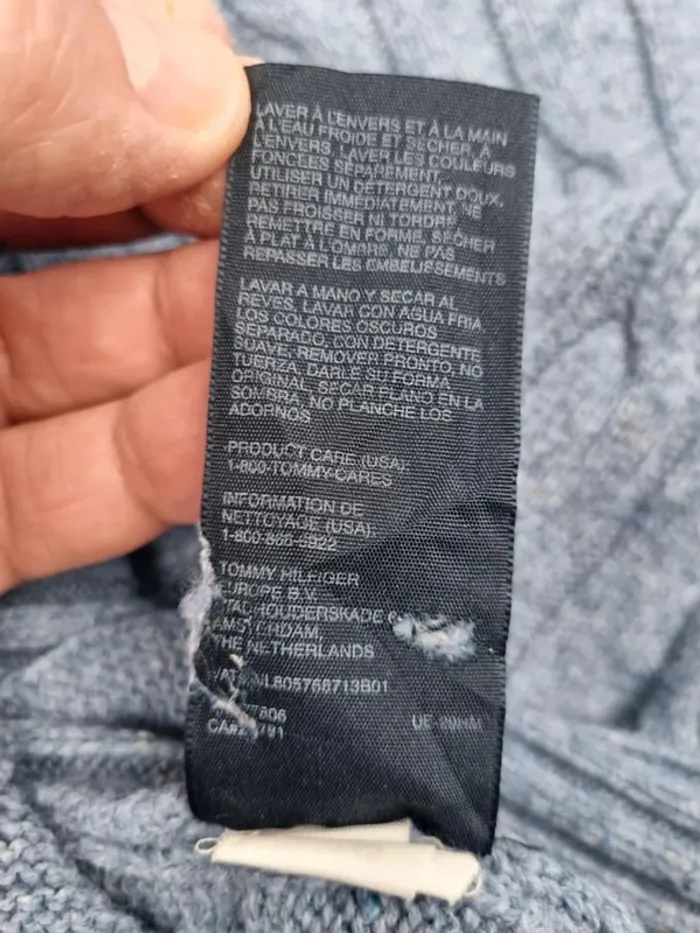 LAVER À L'ENVERS ET À LA MAIN
À L'EAU FROIDE ET SÉCHER À
L'ENVERS. LAVER LES COULEURS
FONCÉES SÉPARÉMENT.
UTILISER UN DÉTERGENT DOUX.
RETIRER IMMÉDIATEMENT. NE
PAS FROISSER NI TORDRE.
REMETTRE EN FORME, SÉCHER
À PLAT À L'OMBRE, NE PAS
REPASSER LES EMBELISSEMENTS
LAVAR A MANO Y SECAR AL
REVES, LAVAR CON AGUA FRIA
LOS COLORES OSCUROS
SEPARADO, CON DETERGENTE
SUAVE. REMOVER PRONTO, NO
TUERZA, DARLE SU FORMA
ORIGINAL, SECAR PLANO EN LA
SOMBRA, NO PLANCHE LOS
ADORNOS
PRODUCT CARE (USA):
1-800-TOMMY-CARES
INFORMATION DE
NETTOYAGE (USA):
TOMMY HILFIGER
EUROPE B.V.
AMSTERDAM,
THE NETHERLANDS
NL805768713B01